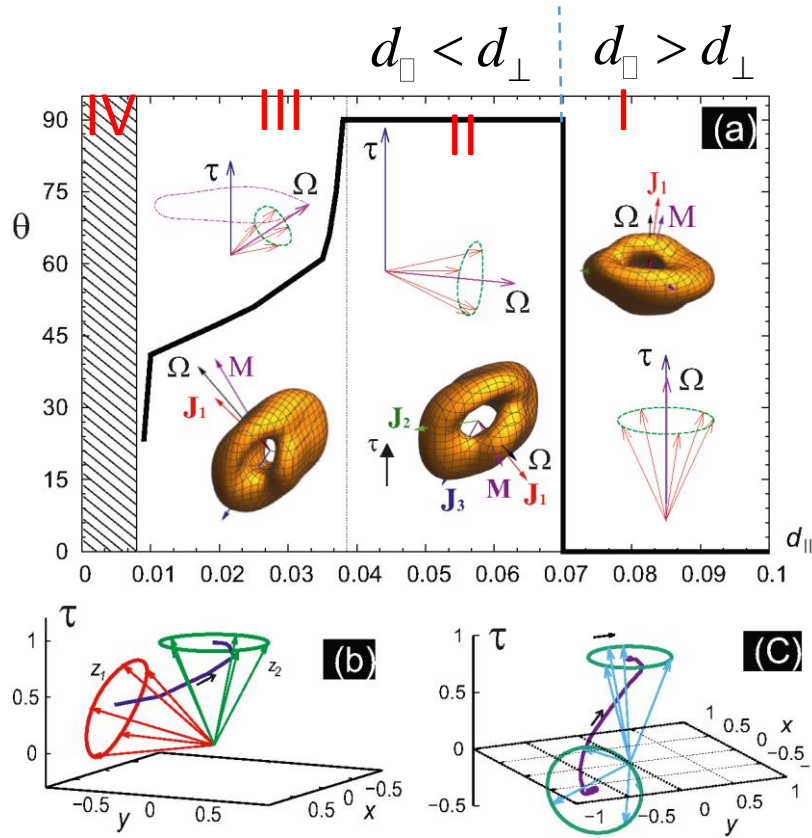 d▯ < d⊥ d▯ > d⊥
IV III II I (a)
90
75
60
45
30
15
0
θ
τ Ω
τ Ω
J1 Ω M
Ω M J1
J2 τ Ω M J1 J3
τ Ω
d||
0 0.01 0.02 0.03 0.04 0.05 0.06 0.07 0.08 0.09 0.1
τ (b)
1
0.5
0
z1 z2
-0.5 0 0.5
y
0.5 0 -0.5
x
τ (C)
1
0.5
0
-0.5
1 0.5 0 -0.5 -
x
-1 -0.5 0 0.5 1
y